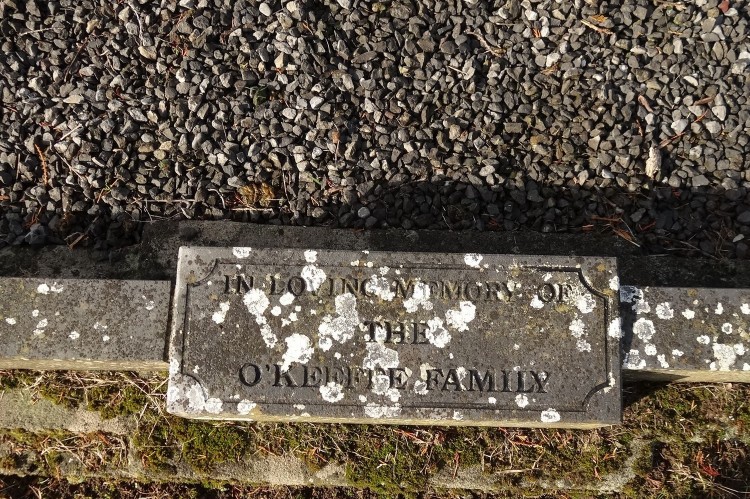 IN LOVING MEMORY OF
THE
O'KEEFFE FAMILY